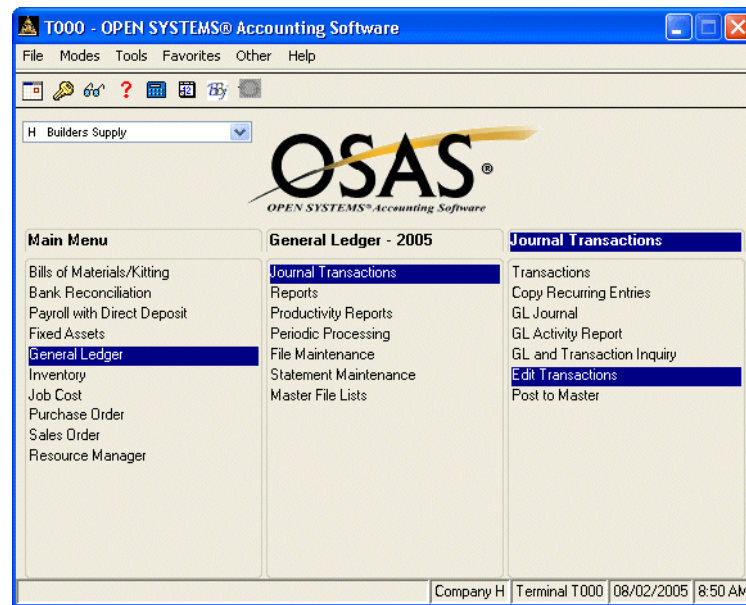 T000 - OPEN SYSTEMS® Accounting Software
File Modes Tools Favorites Other Help
H Builders Supply
OSAS®
OPEN SYSTEMS® Accounting Software
Main Menu
Bills of Materials/Kitting
Bank Reconciliation
Payroll with Direct Deposit
Fixed Assets
General Ledger
Inventory
Job Cost
Purchase Order
Sales Order
Resource Manager
General Ledger - 2005
Journal Transactions
Reports
Productivity Reports
Periodic Processing
File Maintenance
Statement Maintenance
Master File Lists
Journal Transactions
Transactions
Copy Recurring Entries
GL Journal
GL Activity Report
GL and Transaction Inquiry
Edit Transactions
Post to Master
Company H Terminal T000 08/02/2005 8:50 AM